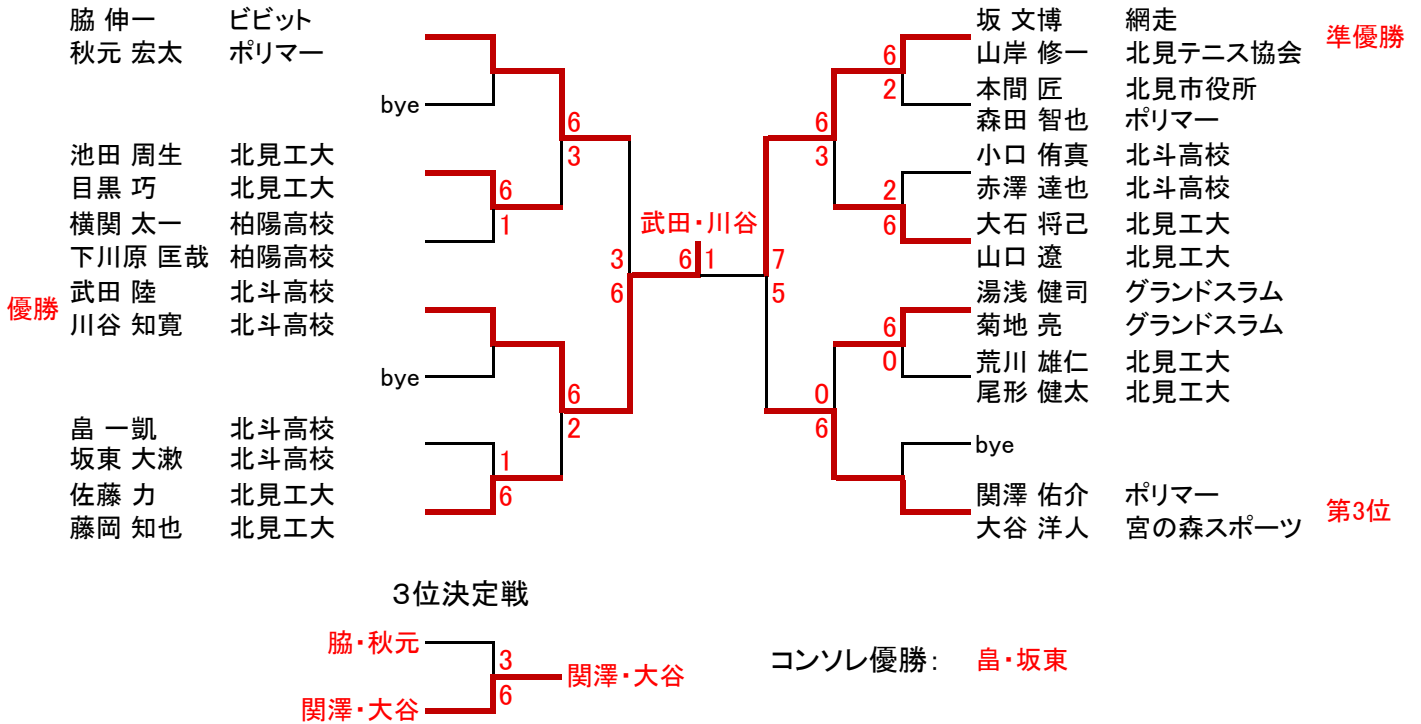 脇 伸一 ビビット
秋元 宏太 ポリマー
bye
6
3
池田 周生 北見工大
目黒 巧 北見工大
6
1
横関 太一 柏陽高校
下川原 匡哉 柏陽高校
3
6
優勝
武田 陸 北斗高校
川谷 知寛 北斗高校
bye
6
2
畠 一凱 北斗高校
坂東 大漱 北斗高校
1
6
佐藤 力 北見工大
藤岡 知也 北見工大
武田・川谷
6 1
坂 文博 網走
山岸 修一 北見テニス協会
準優勝
6
2
本間 匠 北見市役所
森田 智也 ポリマー
6
3
小口 侑真 北斗高校
赤澤 達也 北斗高校
2
6
大石 将己 北見工大
山口 遼 北見工大
7
5
湯浅 健司 グランドスラム
菊地 亮 グランドスラム
6
0
荒川 雄仁 北見工大
尾形 健太 北見工大
0
6
bye
関澤 佑介 ポリマー
大谷 洋人 宮の森スポーツ
第3位
３位決定戦
脇・秋元
3
6
関澤・大谷
関澤・大谷
コンソレ優勝： 畠・坂東